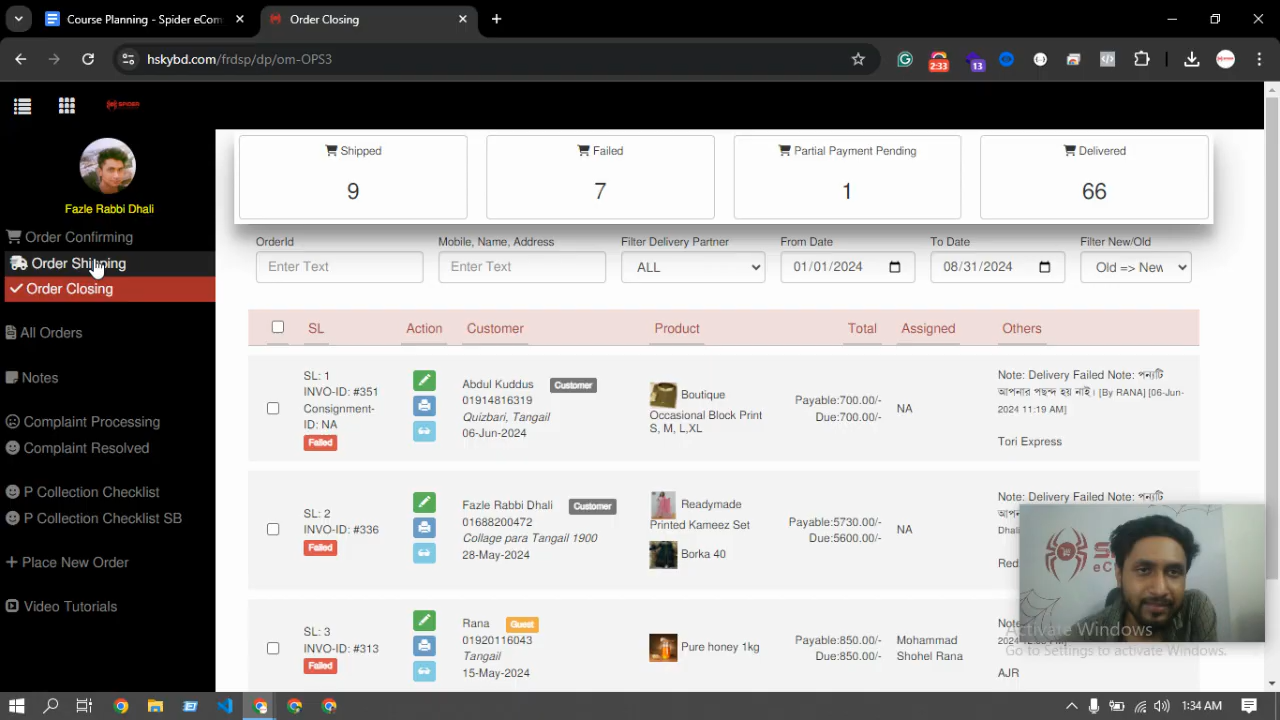 Course Planning - Spider eCom
Order Closing
hskybd.com/frdsp/dp/om-OPS3
2:33
13
SPIDER
Fazle Rabbi Dhali
Order Confirming
Order Shipping
Order Closing
All Orders
Notes
Complaint Processing
Complaint Resolved
P Collection Checklist
P Collection Checklist SB
Place New Order
Video Tutorials
Shipped
9
Failed
7
Partial Payment Pending
1
Delivered
66
OrderId
Mobile, Name, Address
Filter Delivery Partner
From Date
To Date
Filter New/Old
Enter Text
Enter Text
ALL
01/01/2024
08/31/2024
Old => New
SL
Action
Customer
Product
Total
Assigned
Others
SL: 1
INVO-ID: #351
Consignment-
ID: NA
Failed
Abdul Kuddus Customer
01914816319
Quizbari, Tangail
06-Jun-2024
Boutique
Occasional Block Print
S, M, L,XL
Payable:700.00/-
Due:700.00/-
NA
Note: Delivery Failed Note: পন্যটি
আপনার পছন্দ হয় নাই। [By RANA] [06-Jun-
2024 11:19 AM]
Tori Express
SL: 2
INVO-ID: #336
Failed
Fazle Rabbi Dhali Customer
01688200472
Collage para Tangail 1900
28-May-2024
Readymade
Printed Kameez Set
Borka 40
Payable:5730.00/-
Due:5600.00/-
NA
Note: Delivery Failed Note: পন্যটি
SL: 3
INVO-ID: #313
Failed
Rana Guest
01920116043
Tangail
15-May-2024
Pure honey 1kg
Payable:850.00/-
Due:850.00/-
Mohammad
Shohel Rana
AJR
Activate Windows
Go to Settings to activate Windows.
1:34 AM